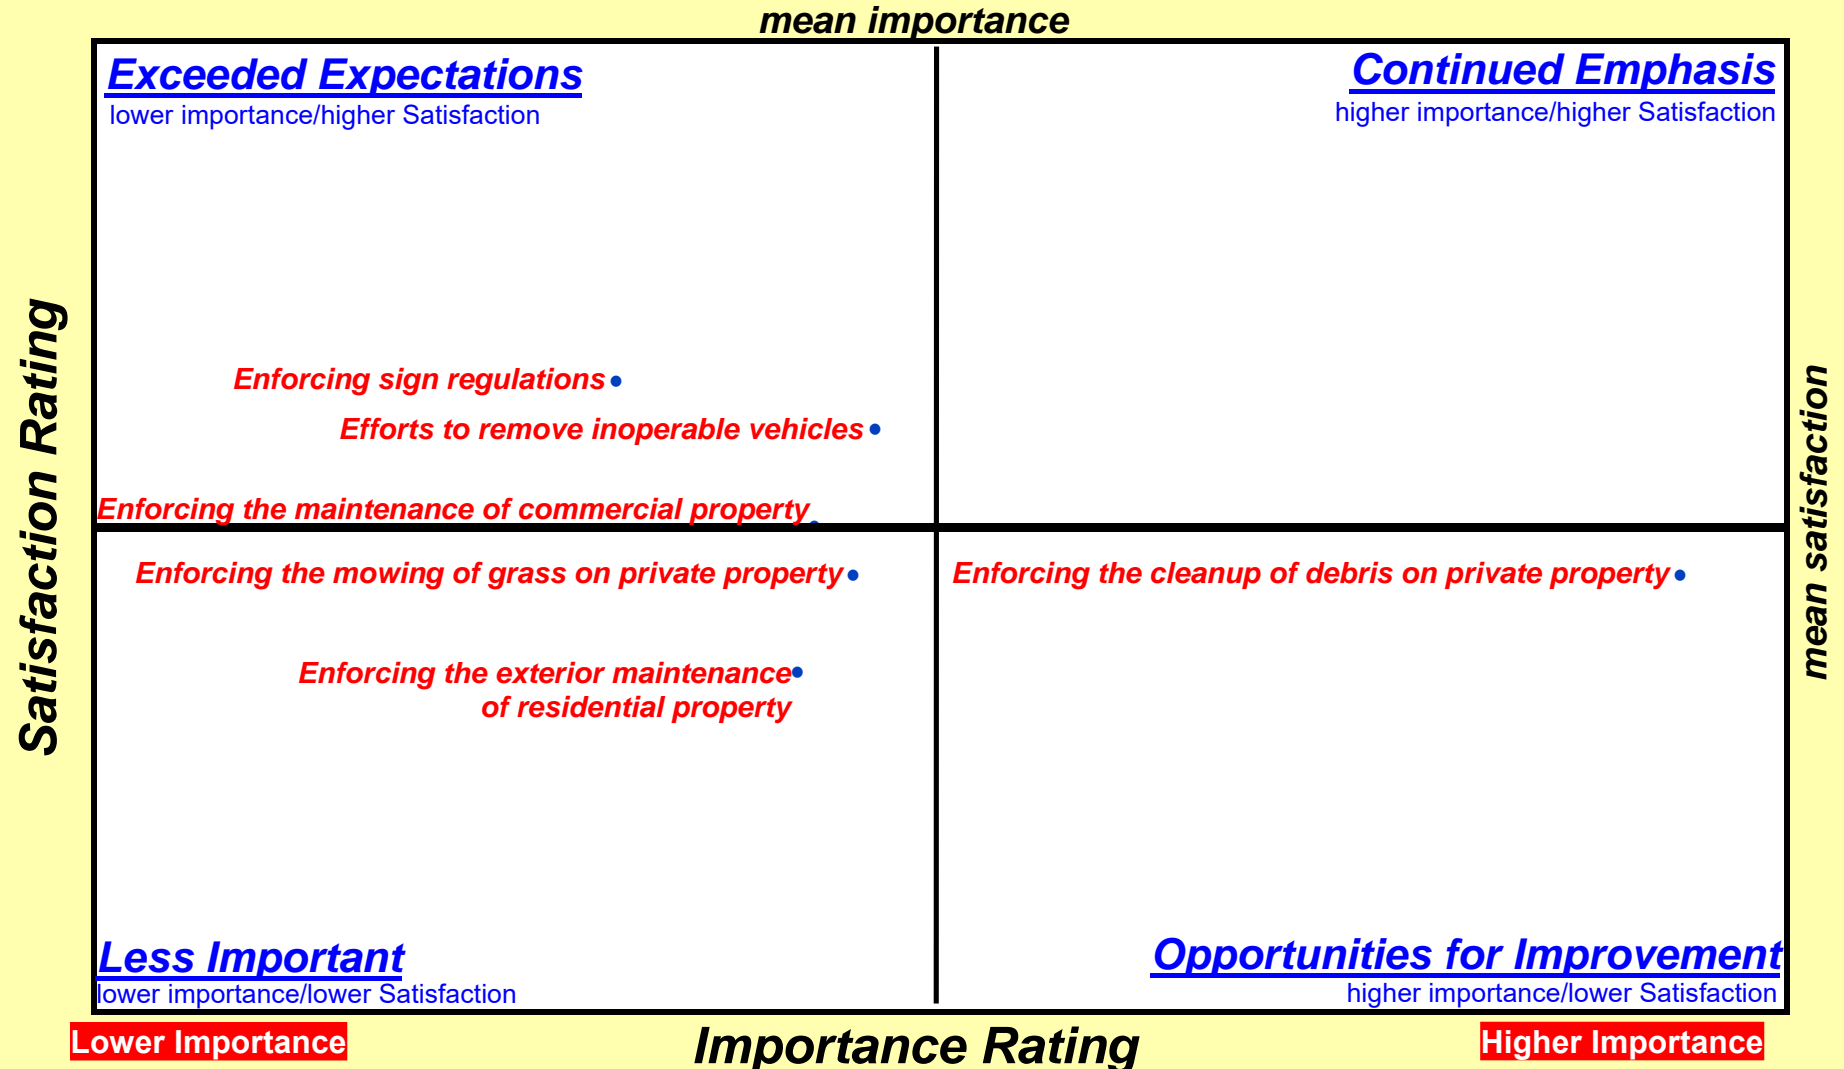 mean importance
Exceeded Expectations
lower importance/higher Satisfaction
Continued Emphasis
higher importance/higher Satisfaction
Satisfaction Rating
mean satisfaction
Enforcing sign regulations
Efforts to remove inoperable vehicles
Enforcing the maintenance of commercial property
Enforcing the mowing of grass on private property
Enforcing the cleanup of debris on private property
Enforcing the exterior maintenance
of residential property
Less Important
lower importance/lower Satisfaction
Opportunities for Improvement
higher importance/lower Satisfaction
Lower Importance
Importance Rating
Higher Importance